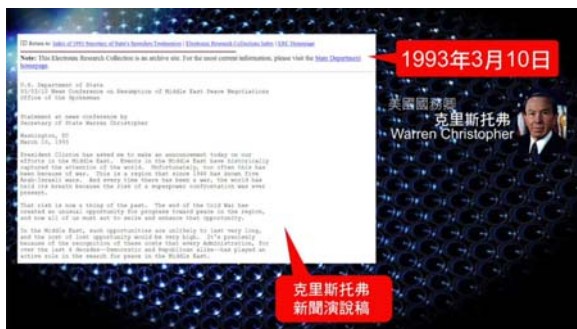 Return to: Index of 1993 Secretary of State's Speeches/Testimonies | Electronic Research Collections Index | ERC Homepage
Note: This Electronic Research Collection is an archive site. For the most current information, please visit the State Department
homepage.
1993年3月10日
U.S. Department of State
93/03/10 News Conference on Resumption of Middle East Peace Negotiations
Office of the Spokesman
美國國務卿
克里斯托弗
Warren Christopher
Statement at news conference by
Secretary of State Warren Christopher
Washington, DC
March 10, 1993
President Clinton has asked me to make an announcement today on our
efforts in the Middle East. Events in the Middle East have historically
captured the attention of the world. Unfortunately, too often this has
been because of war. This is a region that since 1948 has known five
Arab-Israeli wars. And every time there has been a war, the world has
held its breath because the risk of a superpower confrontation was ever
present.
That risk is now a thing of the past. The end of the Cold War has
created an unusual opportunity for progress toward peace in the region,
and now all of us must act to seize and enhance that opportunity.
In the Middle East, such opportunities are unlikely to last very long,
and the cost of lost opportunity would be very high. It's precisely
because of the recognition of these costs that every Administration, for
over the last 4 decades--Democratic and Republican alike--has played an
active role in the search for peace in the Middle East.
克里斯托弗
新聞演說稿